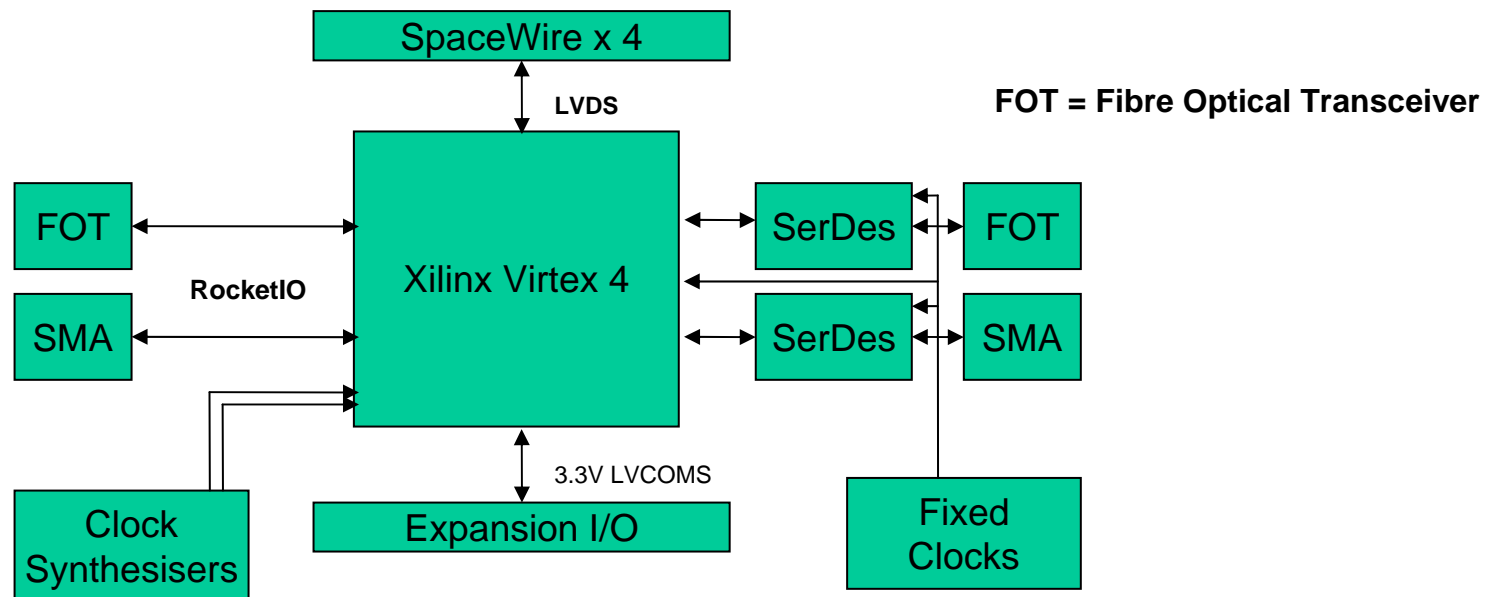 SpaceWire x 4
LVDS
FOT = Fibre Optical Transceiver
FOT
SerDes
FOT
Xilinx Virtex 4
RocketIO
SMA
SerDes
SMA
3.3V LVCOMS
Clock
Synthesisers
Expansion I/O
Fixed
Clocks